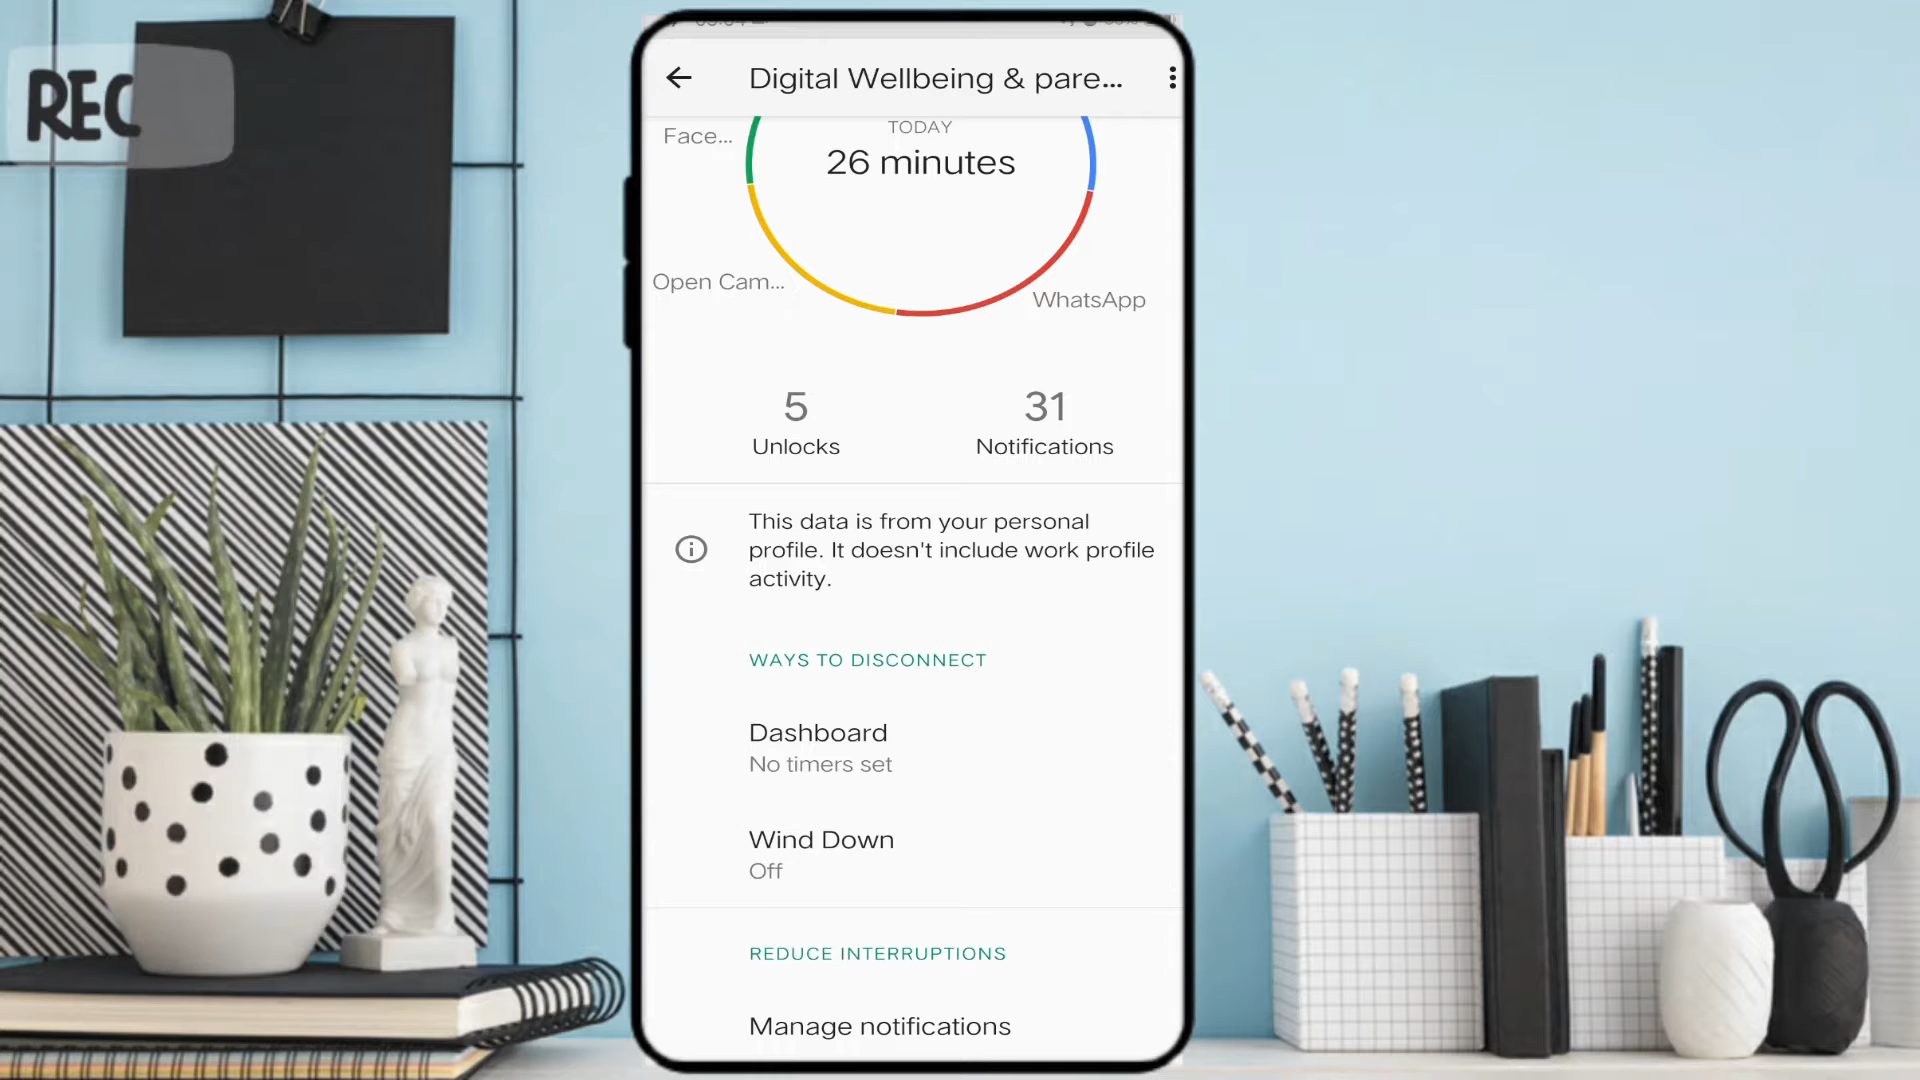 REC
Digital Wellbeing & pare...
Face...
TODAY
26 minutes
Open Cam...
WhatsApp
5
Unlocks
31
Notifications
This data is from your personal
profile. It doesn't include work profile
activity.
WAYS TO DISCONNECT
Dashboard
No timers set
Wind Down
Off
REDUCE INTERRUPTIONS
Manage notifications